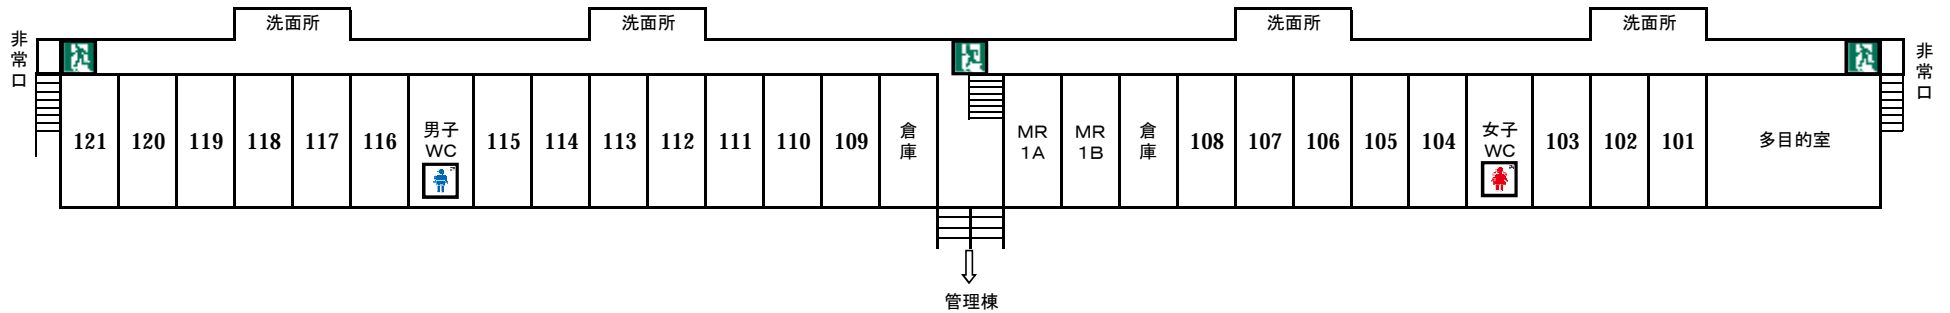 洗面所
洗面所
洗面所
洗面所
非常口
非常口
121
120
119
118
117
116
男子
WC
115
114
113
112
111
110
109
倉庫
MR
1A
MR
1B
倉庫
108
107
106
105
104
女子
WC
103
102
101
多目的室
管理棟